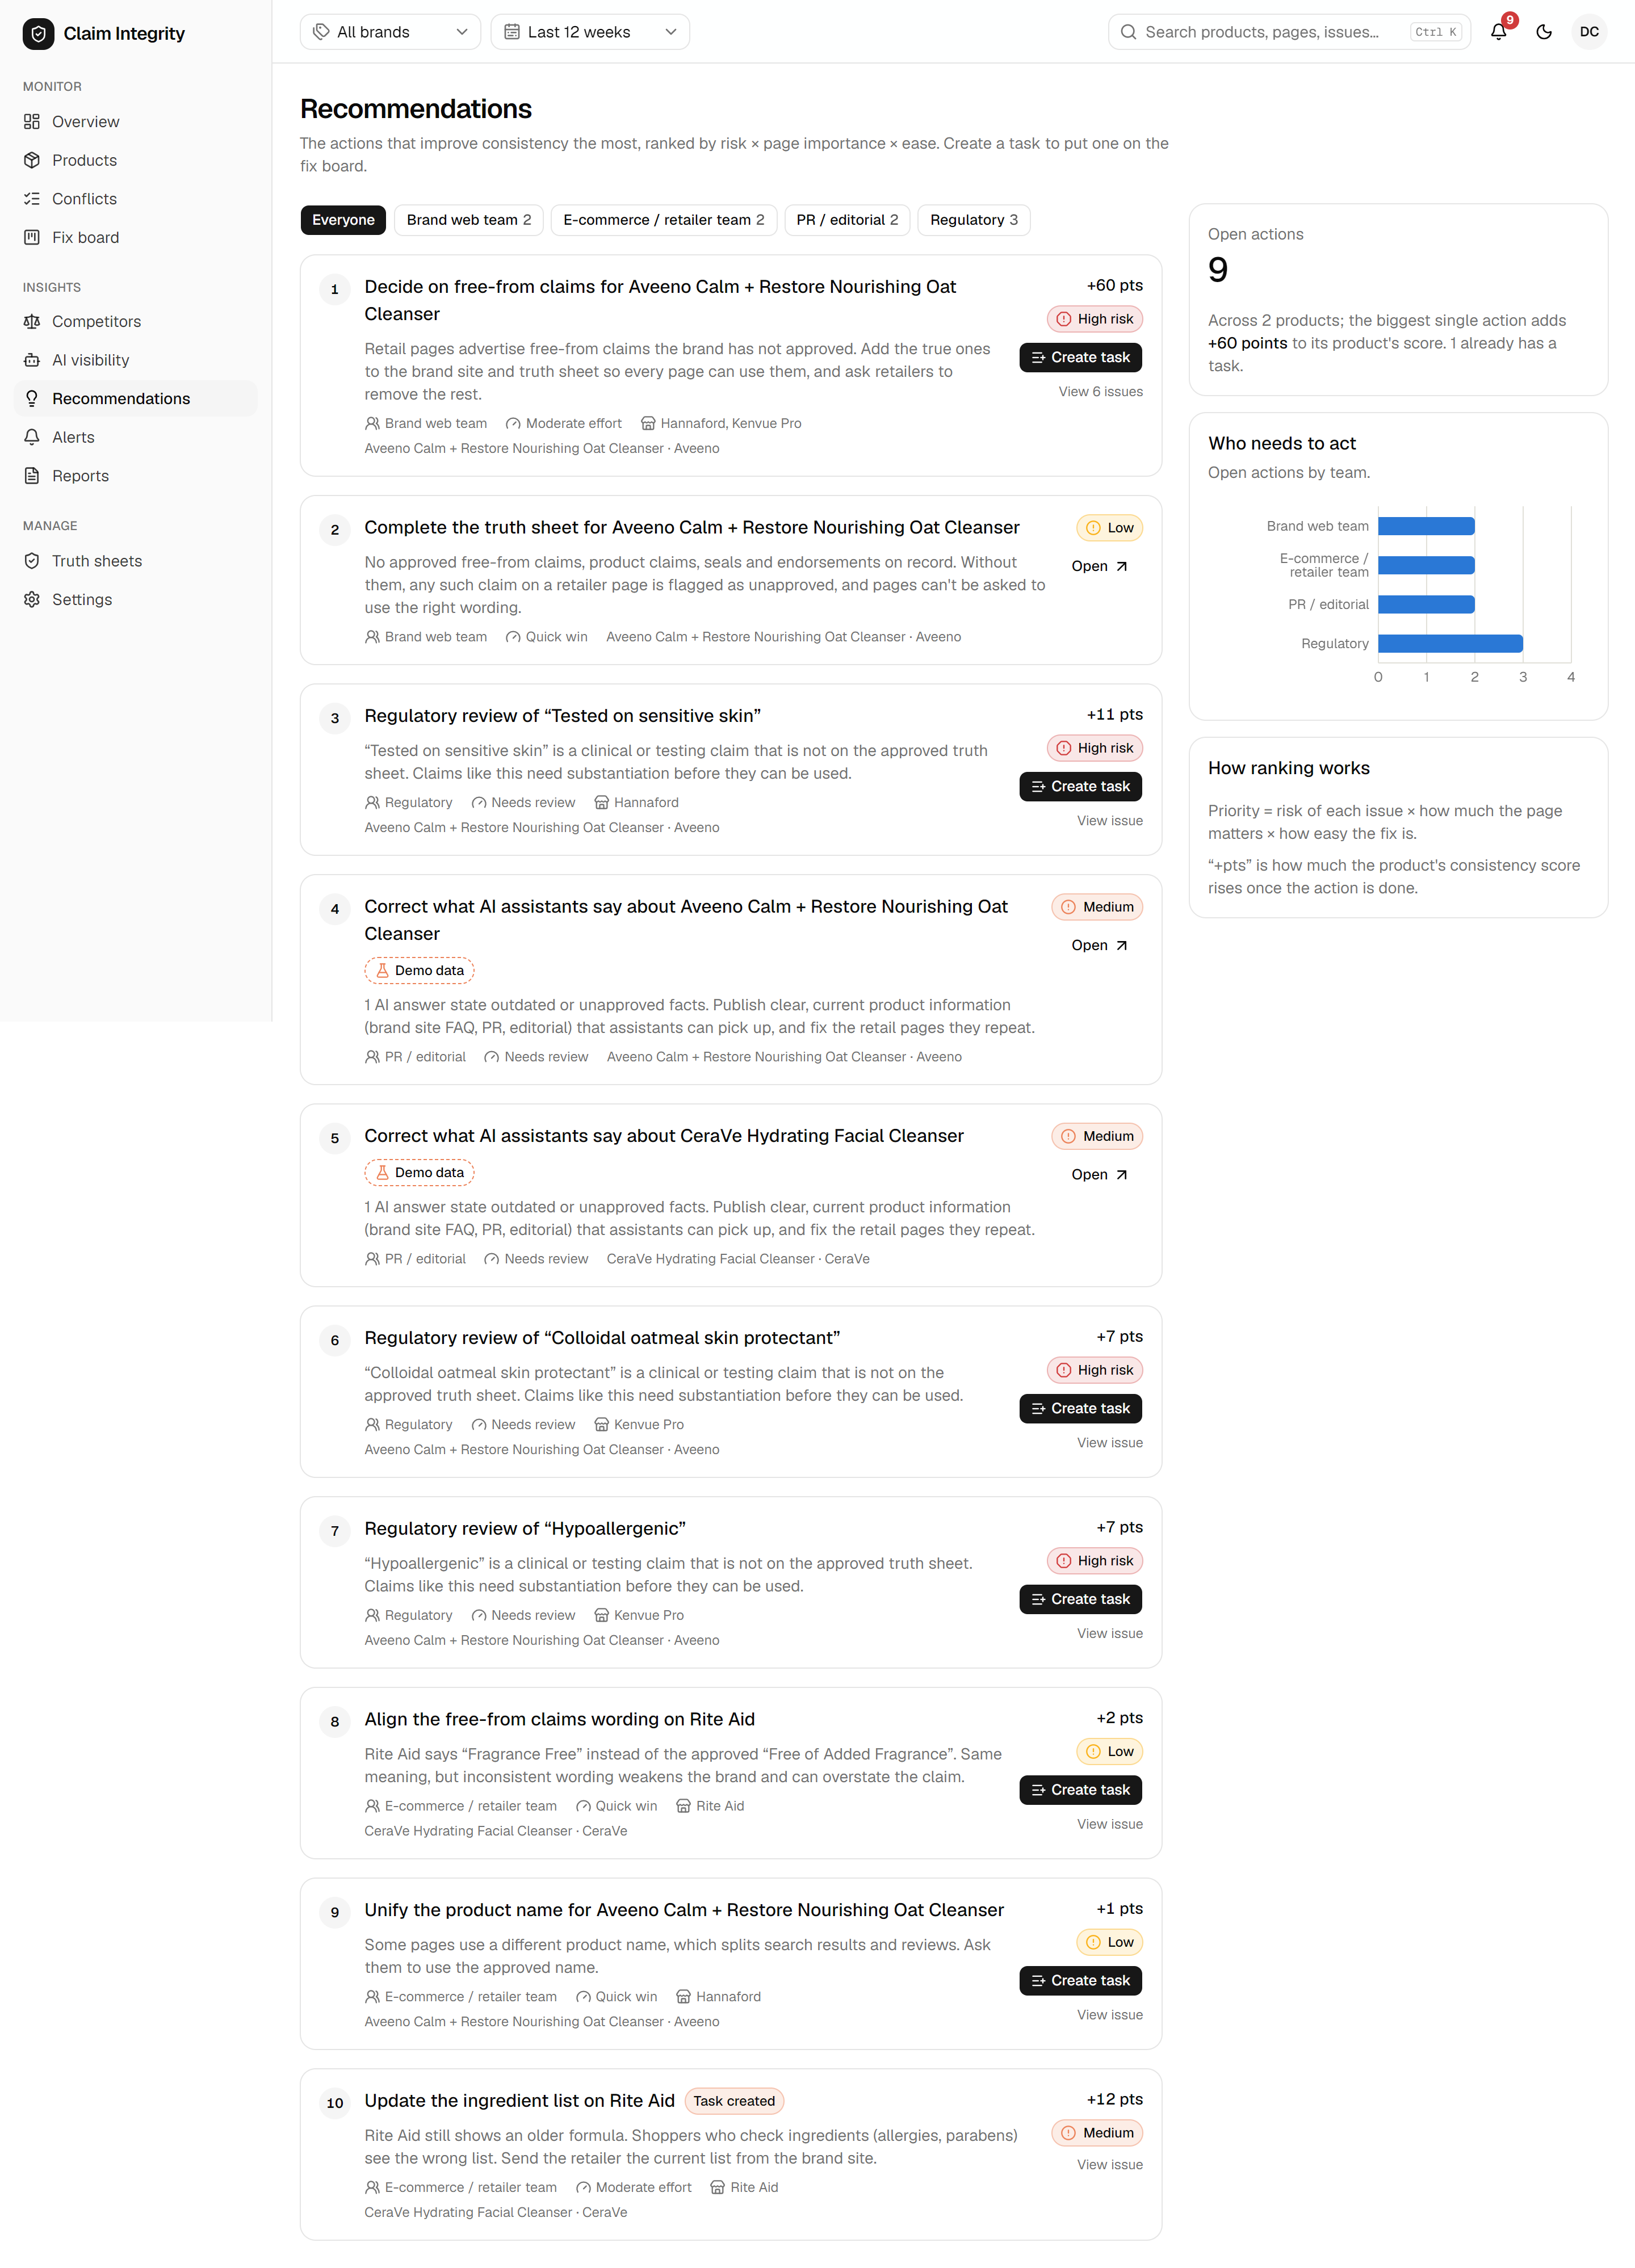 Claim Integrity
MONITOR
Overview
Products
Conflicts
Fix board
INSIGHTS
Competitors
AI visibility
Recommendations
Alerts
Reports
MANAGE
Truth sheets
Settings
All brands
Last 12 weeks
Search products, pages, issues...
Ctrl K
9
DC
Recommendations
The actions that improve consistency the most, ranked by risk × page importance × ease. Create a task to put one on the
fix board.
Everyone
Brand web team 2
E-commerce / retailer team 2
PR / editorial 2
Regulatory 3
1
Decide on free-from claims for Aveeno Calm + Restore Nourishing Oat
Cleanser
Retail pages advertise free-from claims the brand has not approved. Add the true ones
to the brand site and truth sheet so every page can use them, and ask retailers to
remove the rest.
Brand web team
Moderate effort
Hannaford, Kenvue Pro
Aveeno Calm + Restore Nourishing Oat Cleanser · Aveeno
+60 pts
High risk
Create task
View 6 issues
2
Complete the truth sheet for Aveeno Calm + Restore Nourishing Oat Cleanser
No approved free-from claims, product claims, seals and endorsements on record. Without
them, any such claim on a retailer page is flagged as unapproved, and pages can't be asked to
use the right wording.
Brand web team
Quick win
Aveeno Calm + Restore Nourishing Oat Cleanser · Aveeno
Low
Open
3
Regulatory review of “Tested on sensitive skin”
“Tested on sensitive skin” is a clinical or testing claim that is not on the approved truth
sheet. Claims like this need substantiation before they can be used.
Regulatory
Needs review
Hannaford
Aveeno Calm + Restore Nourishing Oat Cleanser · Aveeno
+11 pts
High risk
Create task
View issue
4
Correct what AI assistants say about Aveeno Calm + Restore Nourishing Oat
Cleanser
Demo data
1 AI answer state outdated or unapproved facts. Publish clear, current product information
(brand site FAQ, PR, editorial) that assistants can pick up, and fix the retail pages they repeat.
PR / editorial
Needs review
Aveeno Calm + Restore Nourishing Oat Cleanser · Aveeno
Medium
Open
5
Correct what AI assistants say about CeraVe Hydrating Facial Cleanser
Demo data
1 AI answer state outdated or unapproved facts. Publish clear, current product information
(brand site FAQ, PR, editorial) that assistants can pick up, and fix the retail pages they repeat.
PR / editorial
Needs review
CeraVe Hydrating Facial Cleanser · CeraVe
Medium
Open
6
Regulatory review of “Colloidal oatmeal skin protectant”
“Colloidal oatmeal skin protectant” is a clinical or testing claim that is not on the
approved truth sheet. Claims like this need substantiation before they can be used.
Regulatory
Needs review
Kenvue Pro
Aveeno Calm + Restore Nourishing Oat Cleanser · Aveeno
+7 pts
High risk
Create task
View issue
7
Regulatory review of “Hypoallergenic”
“Hypoallergenic” is a clinical or testing claim that is not on the approved truth sheet.
Claims like this need substantiation before they can be used.
Regulatory
Needs review
Kenvue Pro
Aveeno Calm + Restore Nourishing Oat Cleanser · Aveeno
+7 pts
High risk
Create task
View issue
8
Align the free-from claims wording on Rite Aid
Rite Aid says “Fragrance Free” instead of the approved “Free of Added Fragrance”. Same
meaning, but inconsistent wording weakens the brand and can overstate the claim.
E-commerce / retailer team
Quick win
Rite Aid
CeraVe Hydrating Facial Cleanser · CeraVe
+2 pts
Low
Create task
View issue
9
Unify the product name for Aveeno Calm + Restore Nourishing Oat Cleanser
Some pages use a different product name, which splits search results and reviews. Ask
them to use the approved name.
E-commerce / retailer team
Quick win
Hannaford
Aveeno Calm + Restore Nourishing Oat Cleanser · Aveeno
+1 pts
Low
Create task
View issue
10
Update the ingredient list on Rite Aid
Task created
Rite Aid still shows an older formula. Shoppers who check ingredients (allergies, parabens)
see the wrong list. Send the retailer the current list from the brand site.
E-commerce / retailer team
Moderate effort
Rite Aid
CeraVe Hydrating Facial Cleanser · CeraVe
+12 pts
Medium
View issue
Open actions
9
Across 2 products; the biggest single action adds
+60 points to its product's score. 1 already has a
task.
Who needs to act
Open actions by team.
Brand web team
E-commerce /
retailer team
PR / editorial
Regulatory
0 1 2 3 4
How ranking works
Priority = risk of each issue × how much the page
matters × how easy the fix is.
“+pts” is how much the product's consistency score
rises once the action is done.